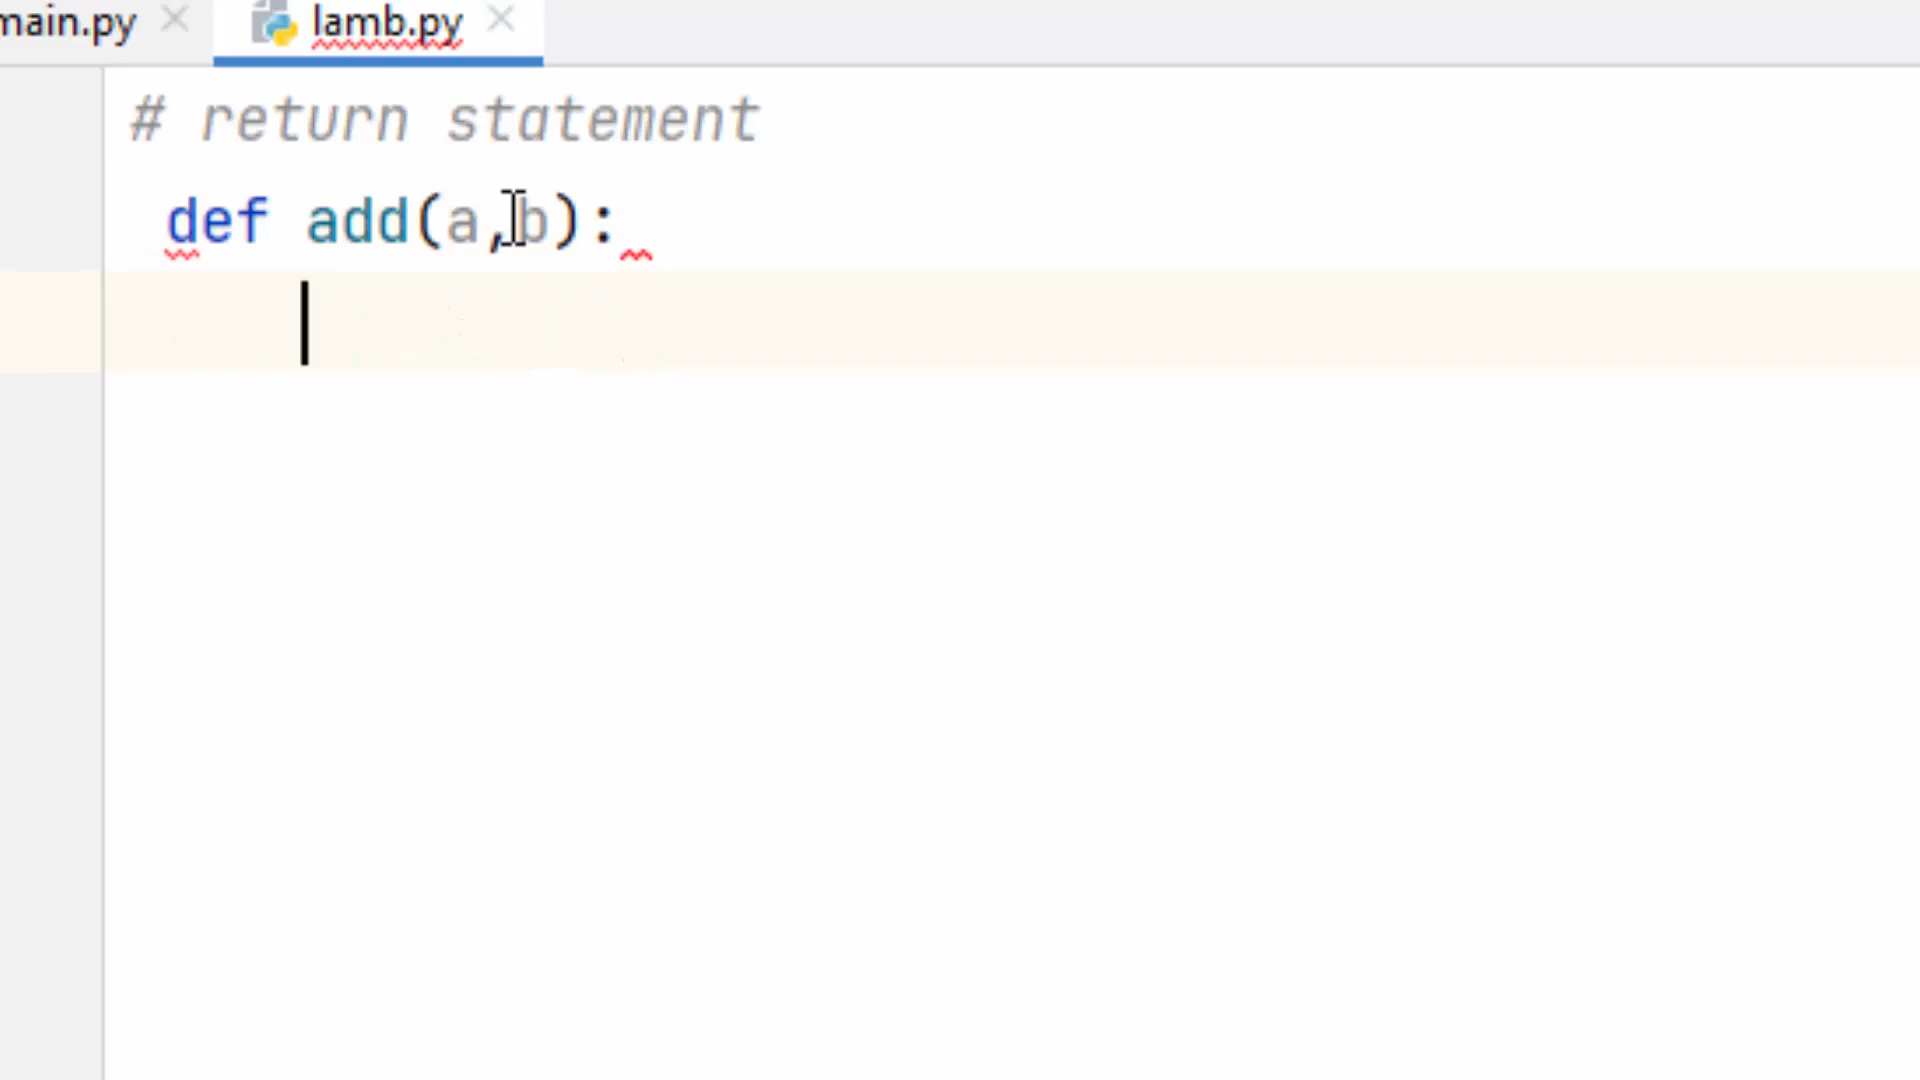 main.py lamb.py
# return statement
def add(a,b):